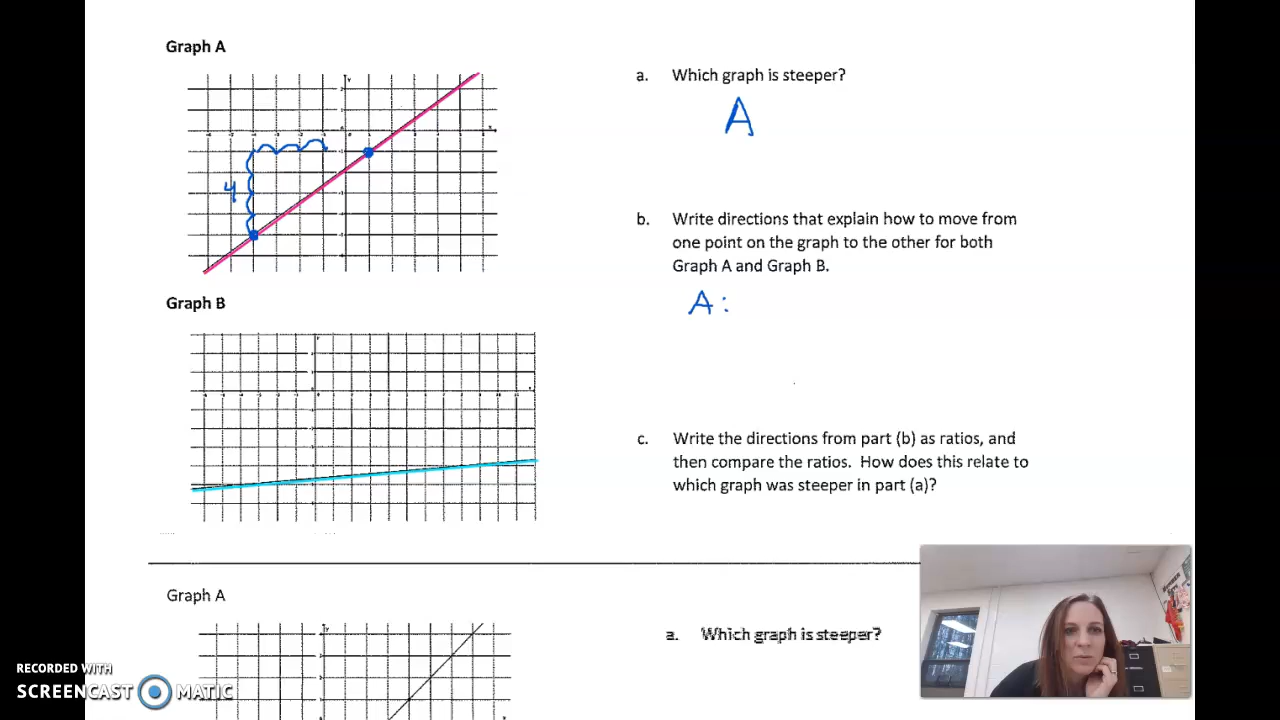 Graph A
4
a. Which graph is steeper?
A
b. Write directions that explain how to move from
one point on the graph to the other for both
Graph A and Graph B.
A:
Graph B
c. Write the directions from part (b) as ratios, and
then compare the ratios. How does this relate to
which graph was steeper in part (a)?
Graph A
a. Which graph is steeper?
RECORDED WITH
SCREENCAST MATIC